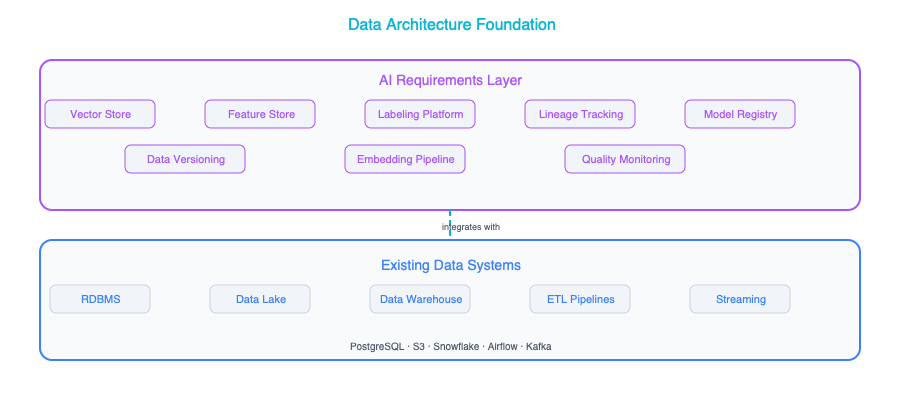 Data Architecture Foundation
AI Requirements Layer
Vector Store
Feature Store
Labeling Platform
Lineage Tracking
Model Registry
Data Versioning
Embedding Pipeline
Quality Monitoring
integrates with
Existing Data Systems
RDBMS
Data Lake
Data Warehouse
ETL Pipelines
Streaming
PostgreSQL · S3 · Snowflake · Airflow · Kafka